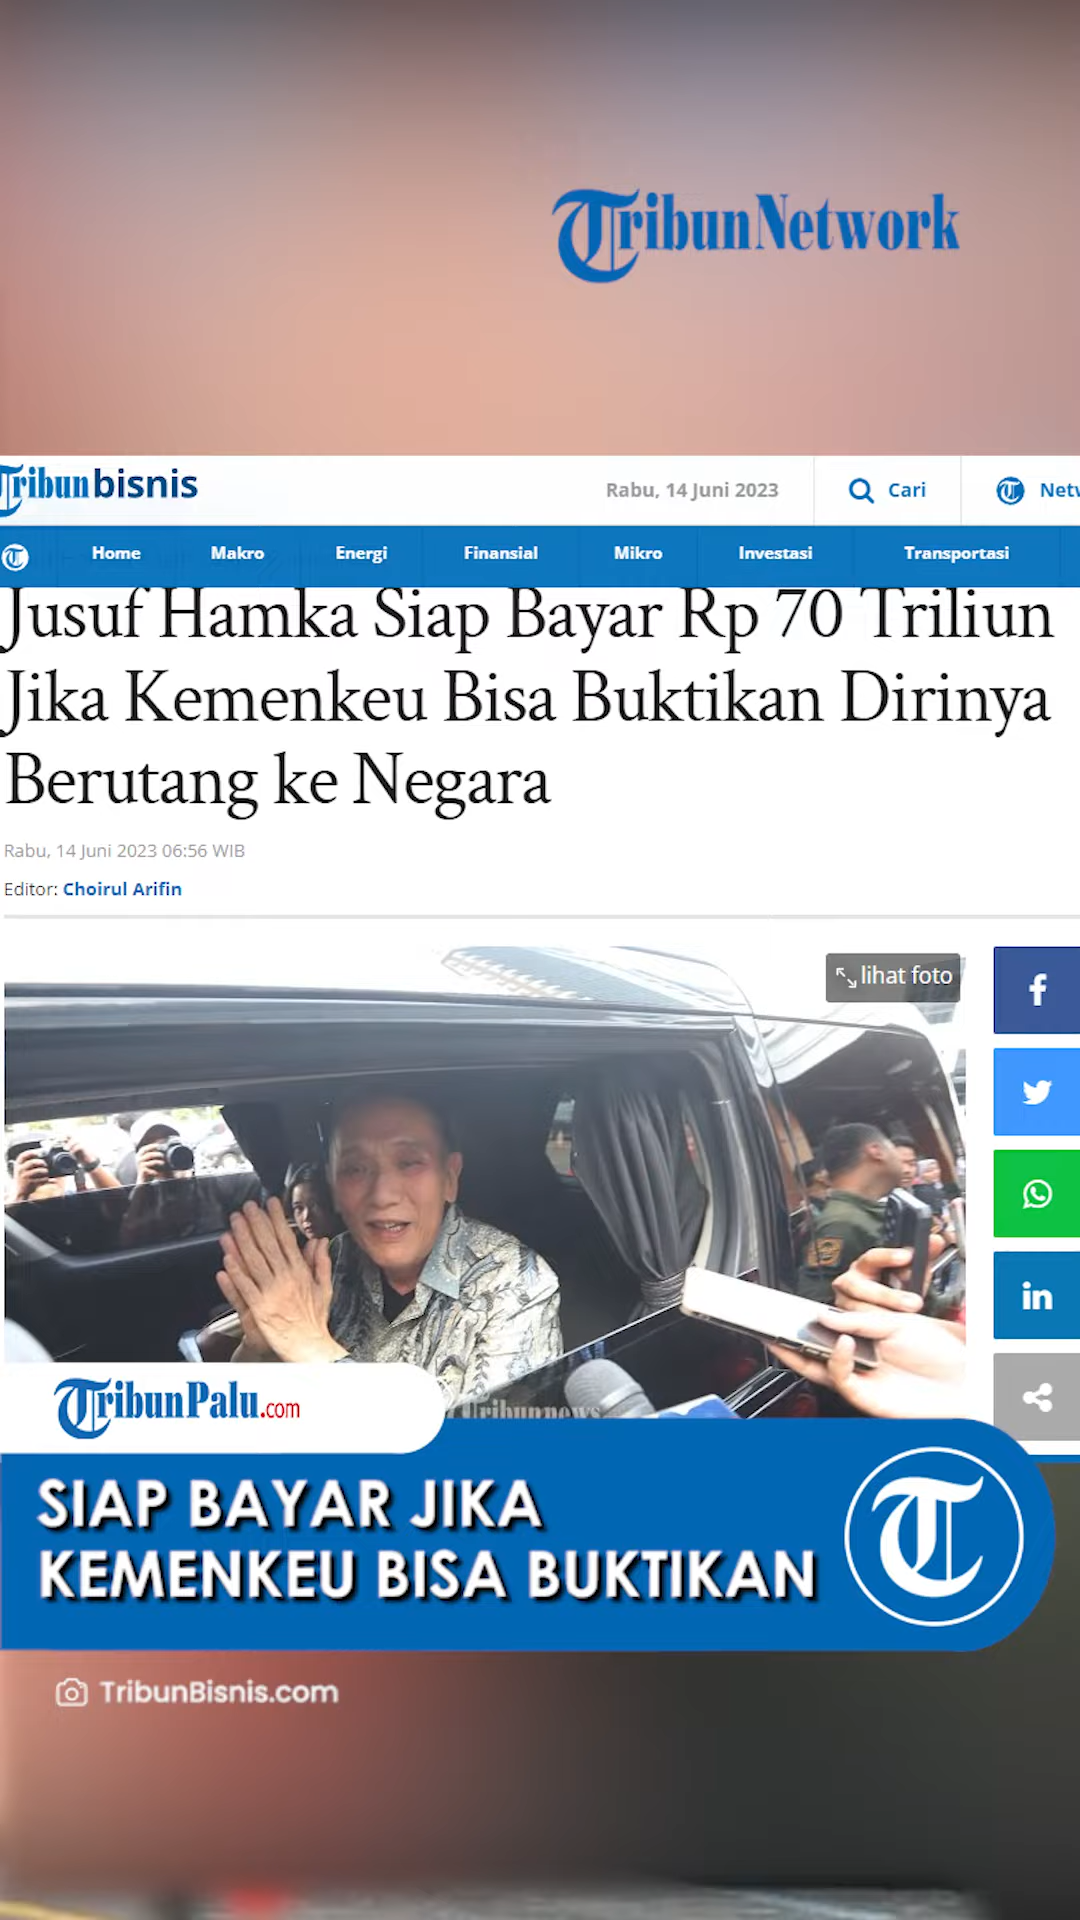 TribunNetwork
Tribunbisnis
Rabu, 14 Juni 2023
Cari
Home Makro Energi Finansial Mikro Investasi Transportasi
Jusuf Hamka Siap Bayar Rp 70 Triliun
Jika Kemenkeu Bisa Buktikan Dirinya
Berutang ke Negara
Rabu, 14 Juni 2023 06:56 WIB
Editor: Choirul Arifin
lihat foto
Tribunnews
TribunPalu.com
SIAP BAYAR JIKA
KEMENKEU BISA BUKTIKAN
TribunBisnis.com